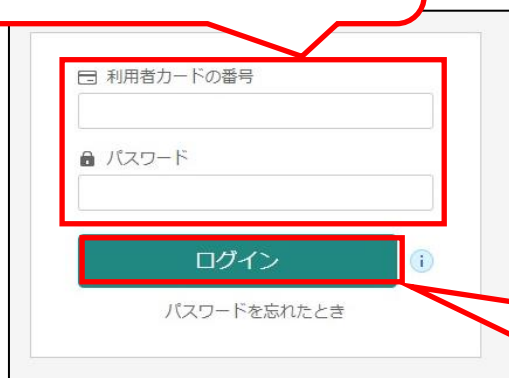 利用者カードの番号
パスワード
ログイン
i
パスワードを忘れたとき